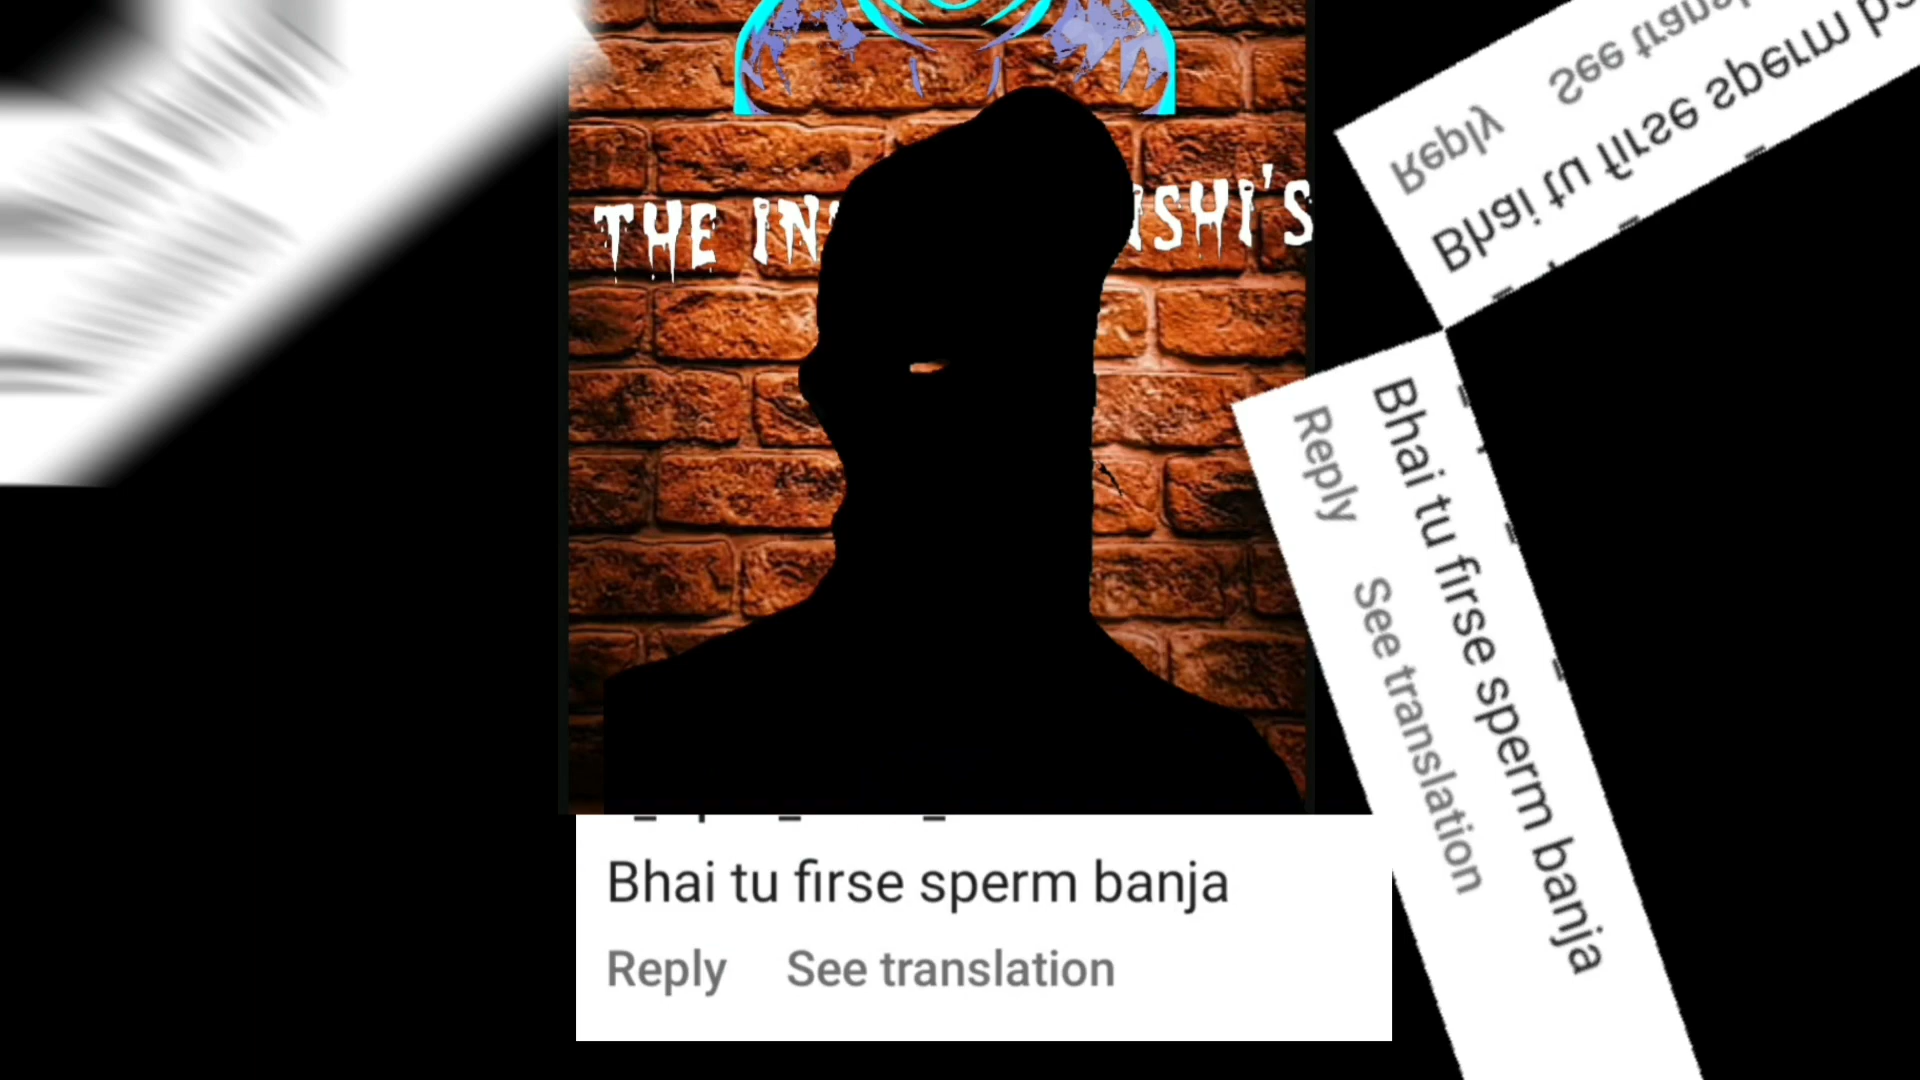 THE IN
ISHI'S
Bhai tu firse sperm banja
Reply See translation
Reply See
Bhai tu firse sperm
Bhai tu firse sperm banja
Reply See translation